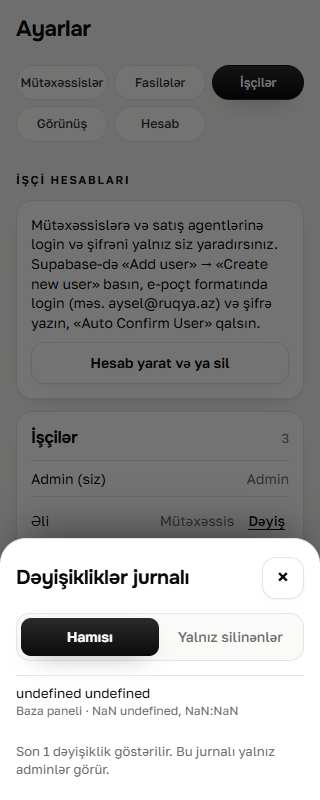 Ayarlar
Mütəxəssislər
Fasilələr
İşçilər
Görünüş
Hesab
İŞÇİ HESABLARI
Mütəxəssislərə və satış agentlərinə
login və şifrəni yalnız siz yaradırsınız.
Supabase-də «Add user» → «Create
new user» basın, e-poçt formatında
login (məs. aysel@ruqya.az) və şifrə
yazın, «Auto Confirm User» qalsın.
Hesab yarat və ya sil
İşçilər 3
Admin (siz) Admin
Əli Mütəxəssis Dəyiş
Dəyişikliklər jurnalı ×
Hamısı Yalnız silinənlər
undefined undefined
Baza paneli · NaN undefined, NaN:NaN
Son 1 dəyişiklik göstərilir. Bu jurnalı yalnız
adminlər görür.